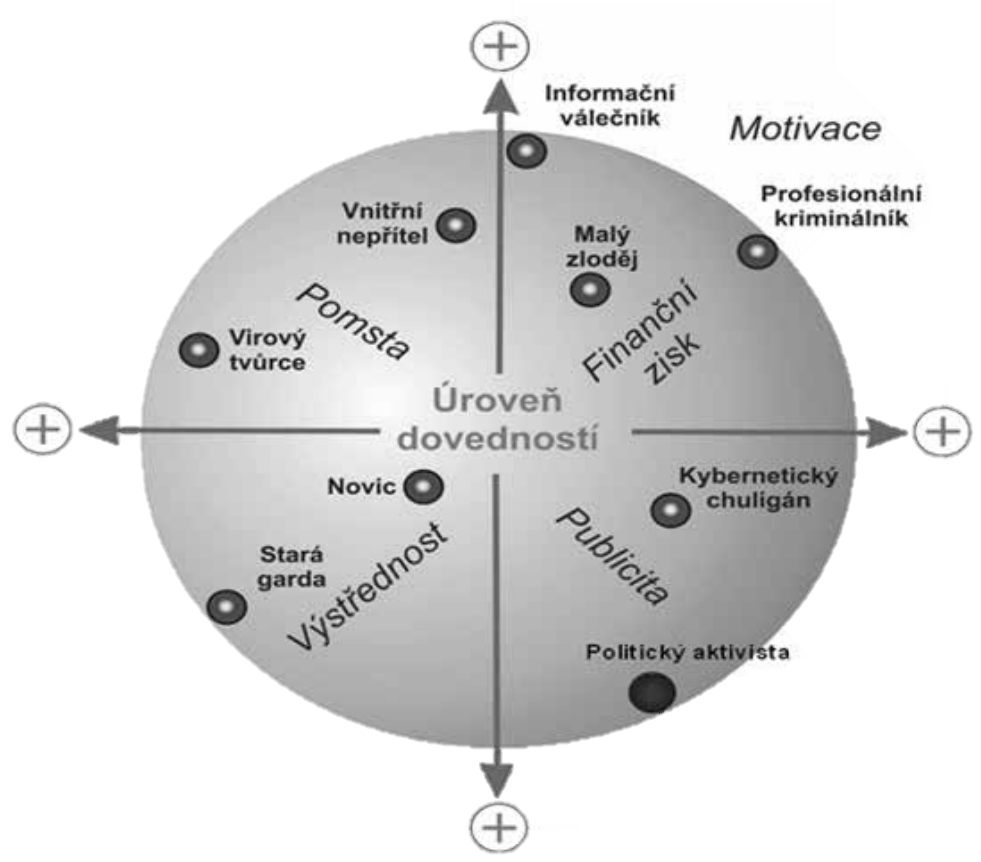 Informační
válečník
Motivace
Profesionální
kriminálník
Vnitřní
nepřítel
Malý
zloděj
Pomsta
Finanční
zisk
Virový
tvůrce
Úroveň
dovedností
Novic
Kybernetický
chuligán
Stará
garda
Výstřednost
Publicita
Politický aktivista